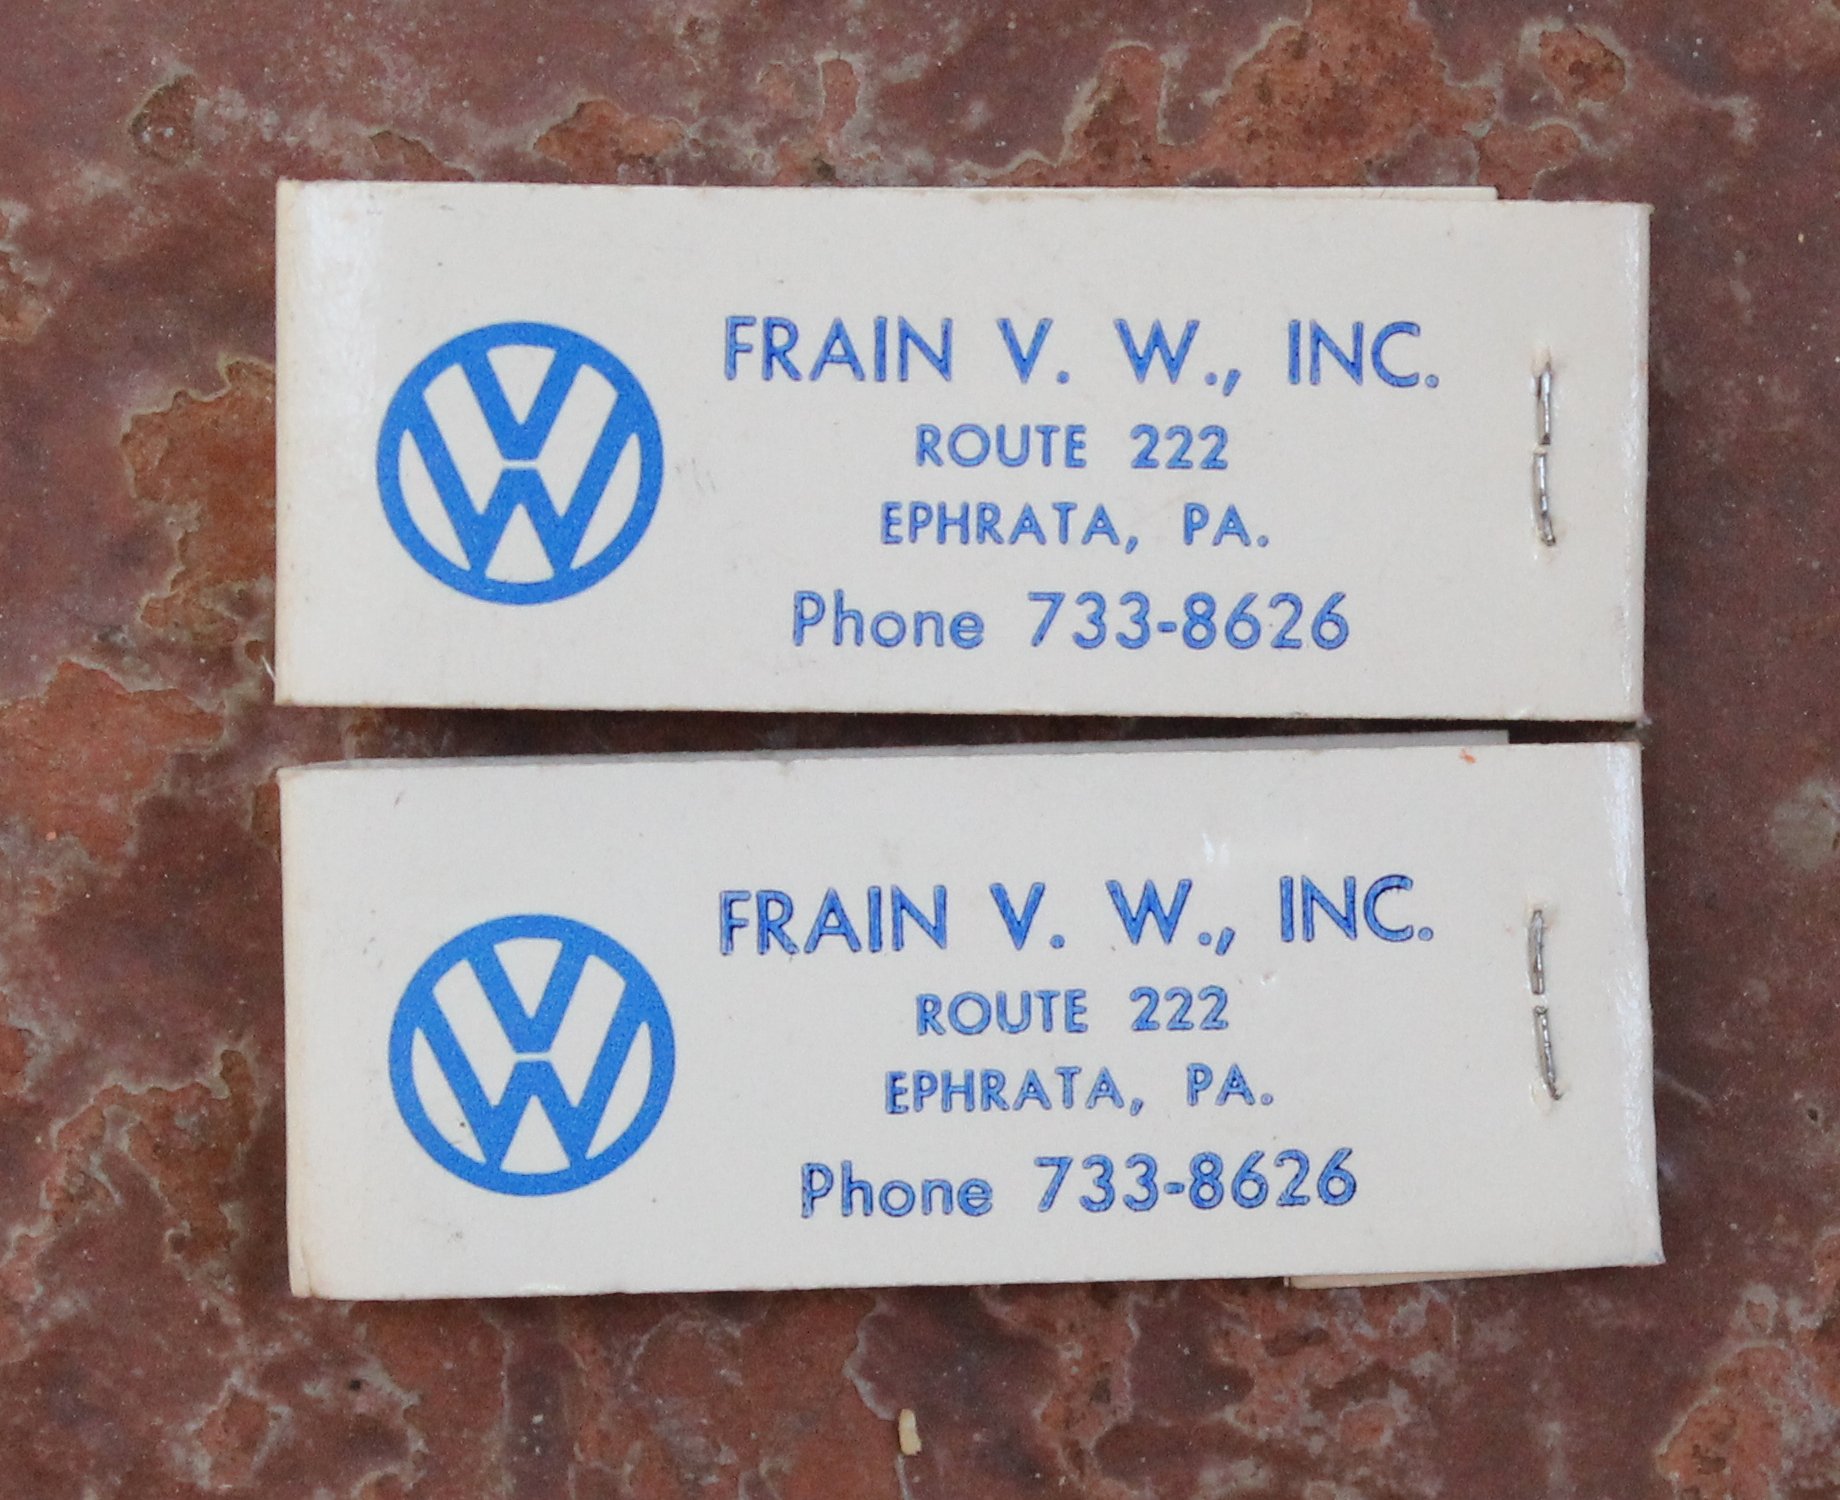 FRAIN V. W., INC.
ROUTE 222
EPHRATA, PA.
Phone 733-8626
FRAIN V. W., INC.
ROUTE 222
EPHRATA, PA.
Phone 733-8626